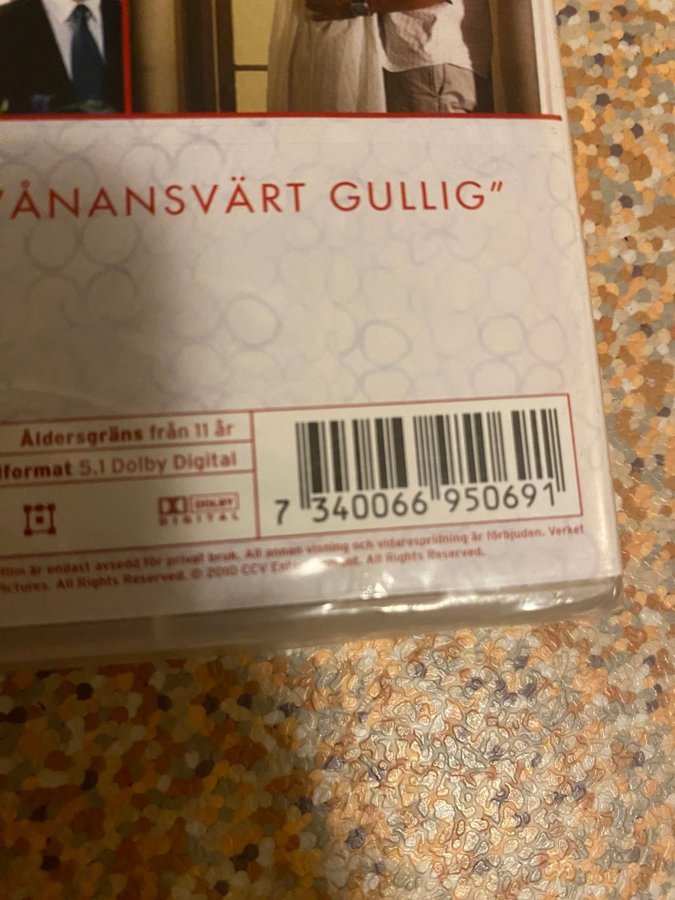 "ÅNANSVÄRT GULLIG"
Åldersgräns från 11 år
format 5.1 Dolby Digital
DOLBY
DIGITAL
7 340066 950691
film är endast avsedd för privat bruk. All annan visning och vidarespridning är förbjuden. Verket
Pictures. All Rights Reserved. © 2010 CCV All Rights Reserved.